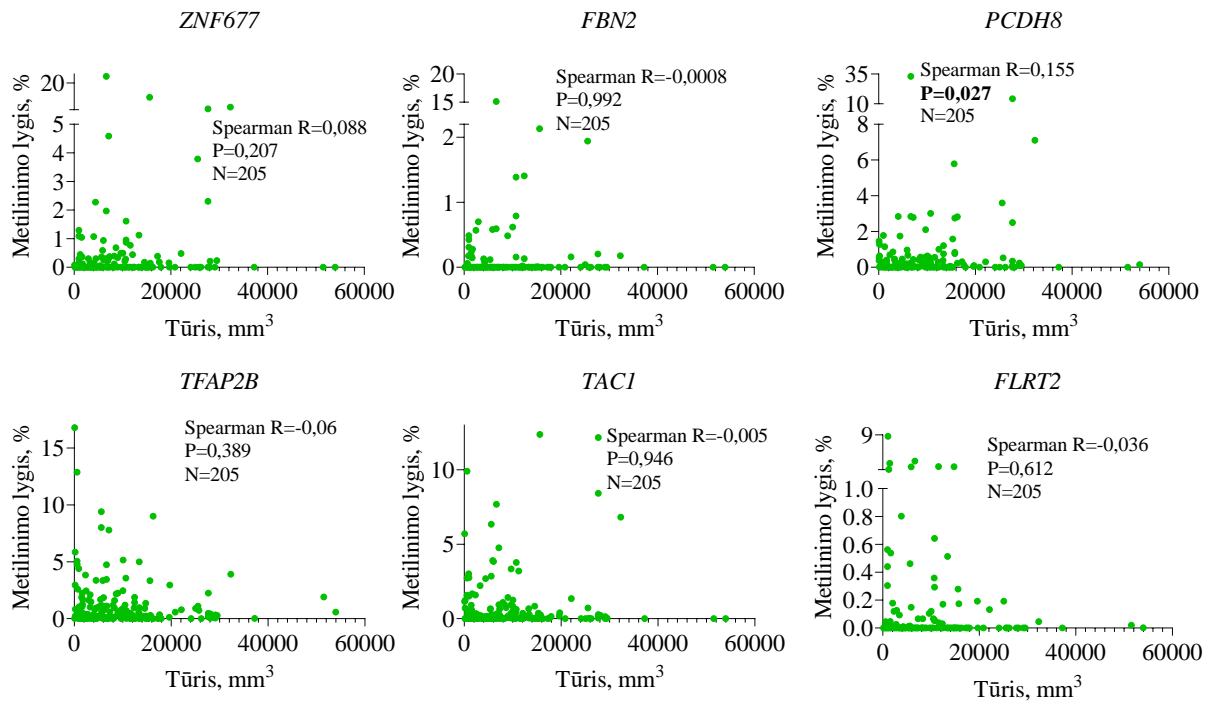 ZNF677
Metilinimo lygis, %
20
5
4
3
2
1
0
Spearman R=0,088
P=0,207
N=205
0 20000 40000 60000
Tūris, mm³
FBN2
Metilinimo lygis, %
20
15
2
1
0
Spearman R=-0,0008
P=0,992
N=205
0 20000 40000 60000
Tūris, mm³
PCDH8
Metilinimo lygis, %
35
10
8
6
4
2
0
Spearman R=0,155
P=0,027
N=205
0 20000 40000 60000
Tūris, mm³
TFAP2B
Metilinimo lygis, %
15
10
5
0
Spearman R=-0,06
P=0,389
N=205
0 20000 40000 60000
Tūris, mm³
TAC1
Metilinimo lygis, %
10
5
0
Spearman R=-0,005
P=0,946
N=205
0 20000 40000 60000
Tūris, mm³
FLRT2
Metilinimo lygis, %
9
1.0
0.8
0.6
0.4
0.2
0.0
Spearman R=-0,036
P=0,612
N=205
0 20000 40000 60000
Tūris, mm³